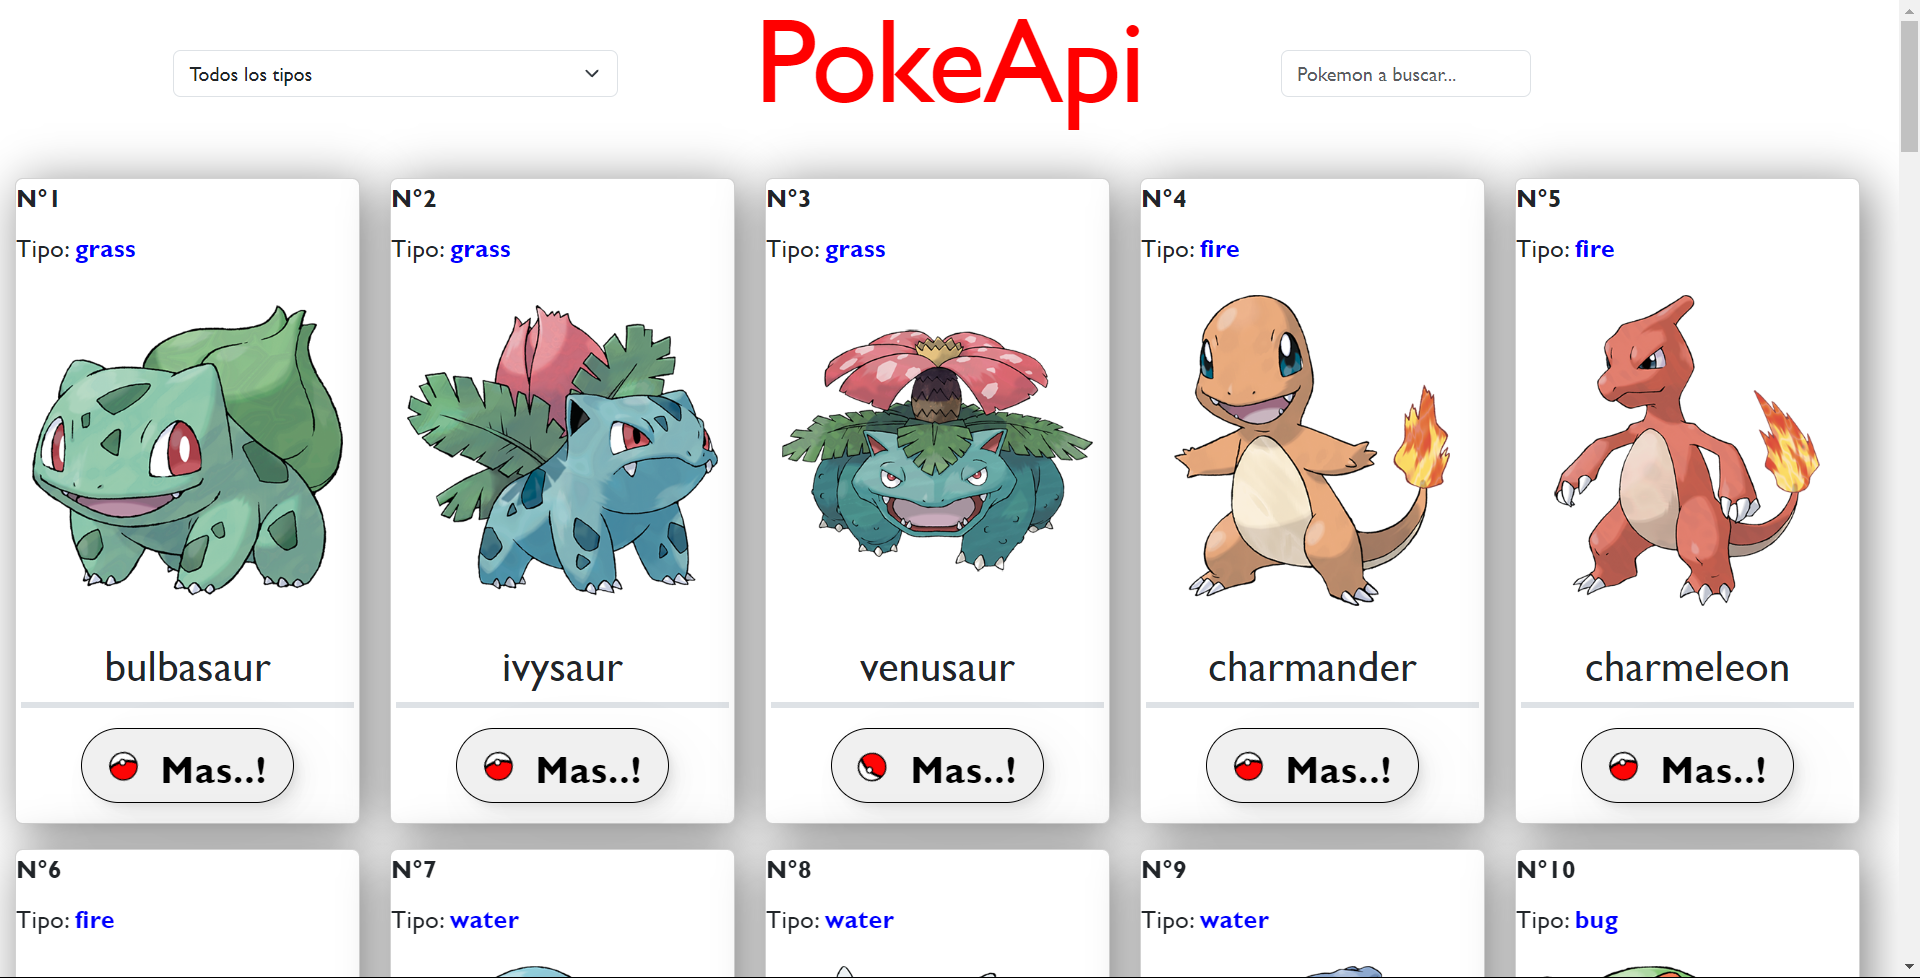 Todos los tipos
PokeApi
Pokemon a buscar...
N°1
Tipo: grass
bulbasaur
Mas..!
N°2
Tipo: grass
ivysaur
Mas..!
N°3
Tipo: grass
venusaur
Mas..!
N°4
Tipo: fire
charmander
Mas..!
N°5
Tipo: fire
charmeleon
Mas..!
N°6
Tipo: fire
N°7
Tipo: water
N°8
Tipo: water
N°9
Tipo: water
N°10
Tipo: bug